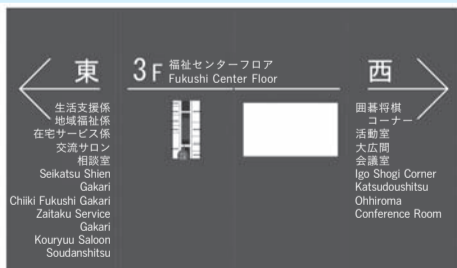 東
生活支援係
地域福祉係
在宅サービス係
交流サロン
相談室
Seikatsu Shien
Gakari
Chiiki Fukushi Gakari
Zaitaku Service
Gakari
Kouryuu Saloon
Soudanshitsu
3F
福祉センターフロア
Fukushi Center Floor
西
囲碁将棋
コーナー
活動室
大広間
会議室
Igo Shogi Corner
Katsudoushitsu
Ohhiroma
Conference Room